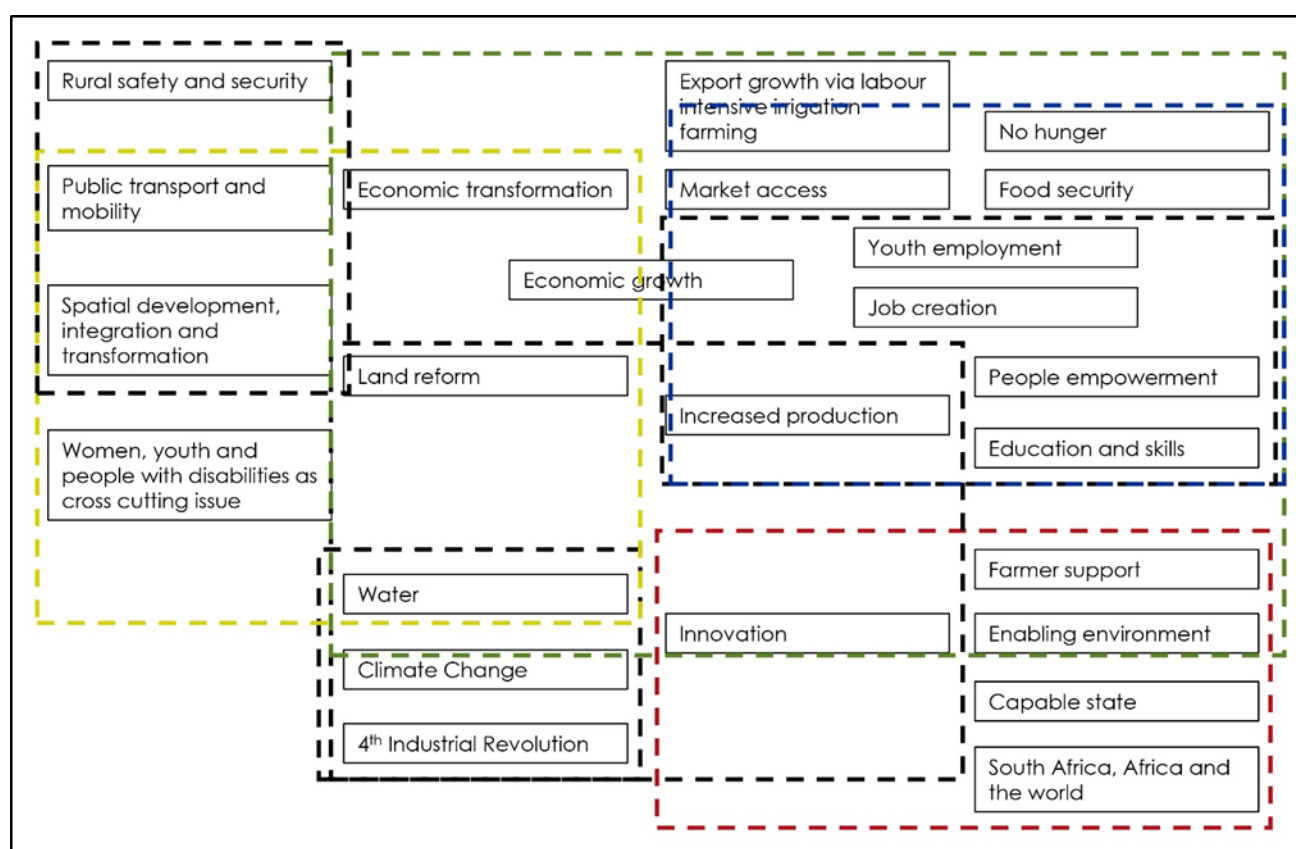 Rural safety and security
Public transport and
mobility
Spatial development,
integration and
transformation
Women, youth and
people with disabilities as
cross cutting issue
Economic transformation
Economic growth
Land reform
Water
Climate Change
4th Industrial Revolution
Export growth via labour
intensive irrigation
farming
Market access
No hunger
Food security
Youth employment
Job creation
People empowerment
Increased production
Education and skills
Farmer support
Innovation
Enabling environment
Capable state
South Africa, Africa and
the world